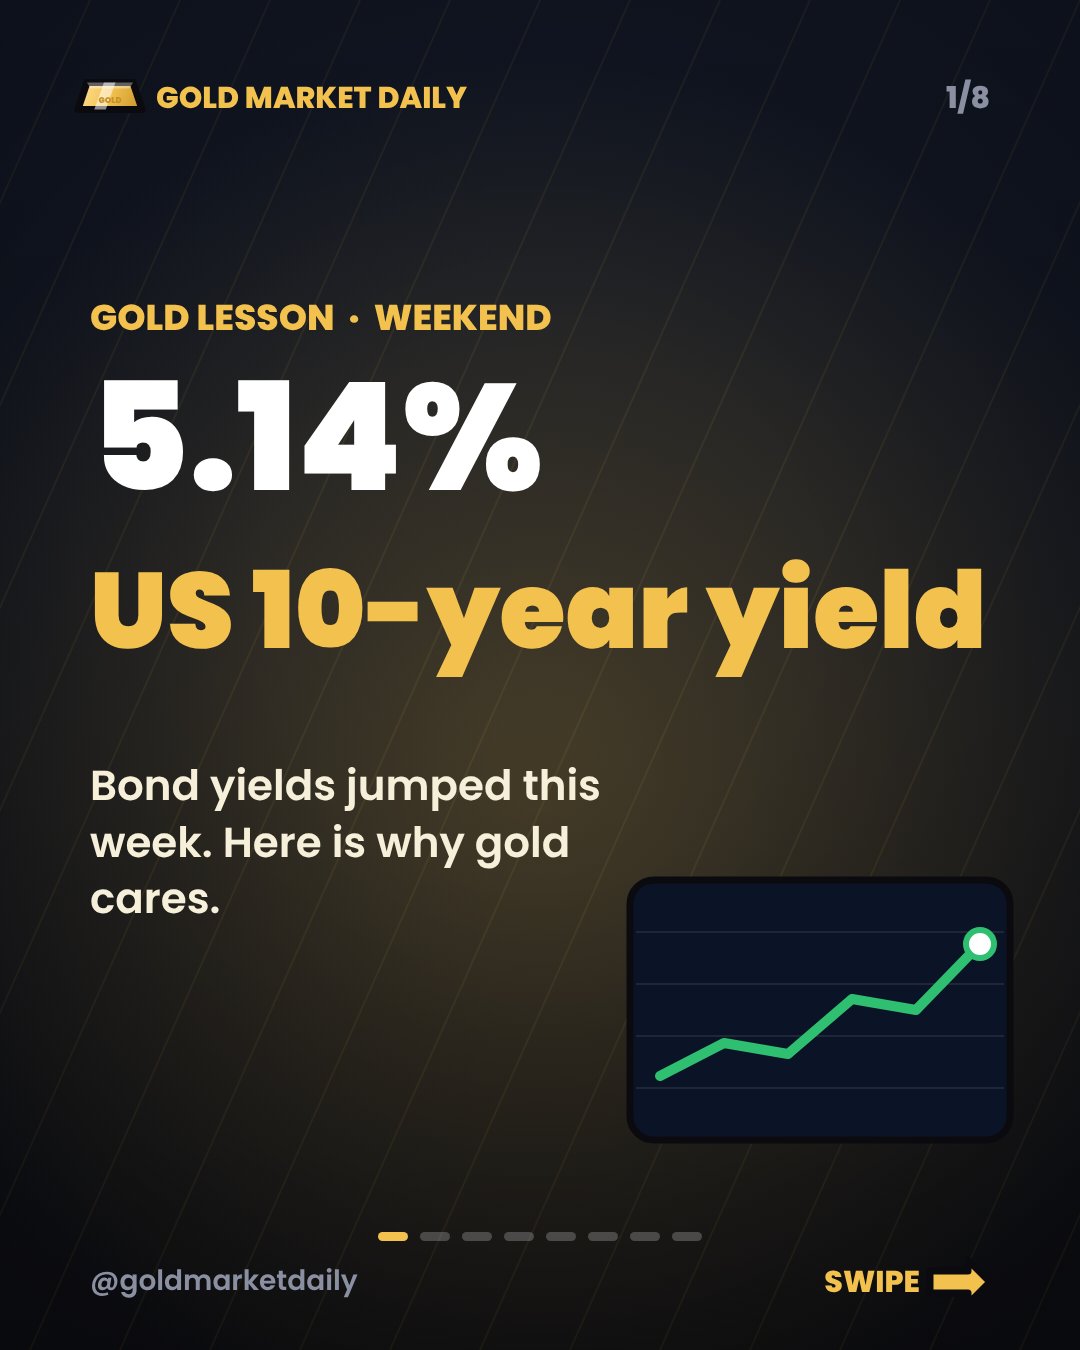 GOLD
GOLD MARKET DAILY
1/8
GOLD LESSON · WEEKEND
5.14%
US 10-year yield
Bond yields jumped this
week. Here is why gold
cares.
@goldmarketdaily
SWIPE